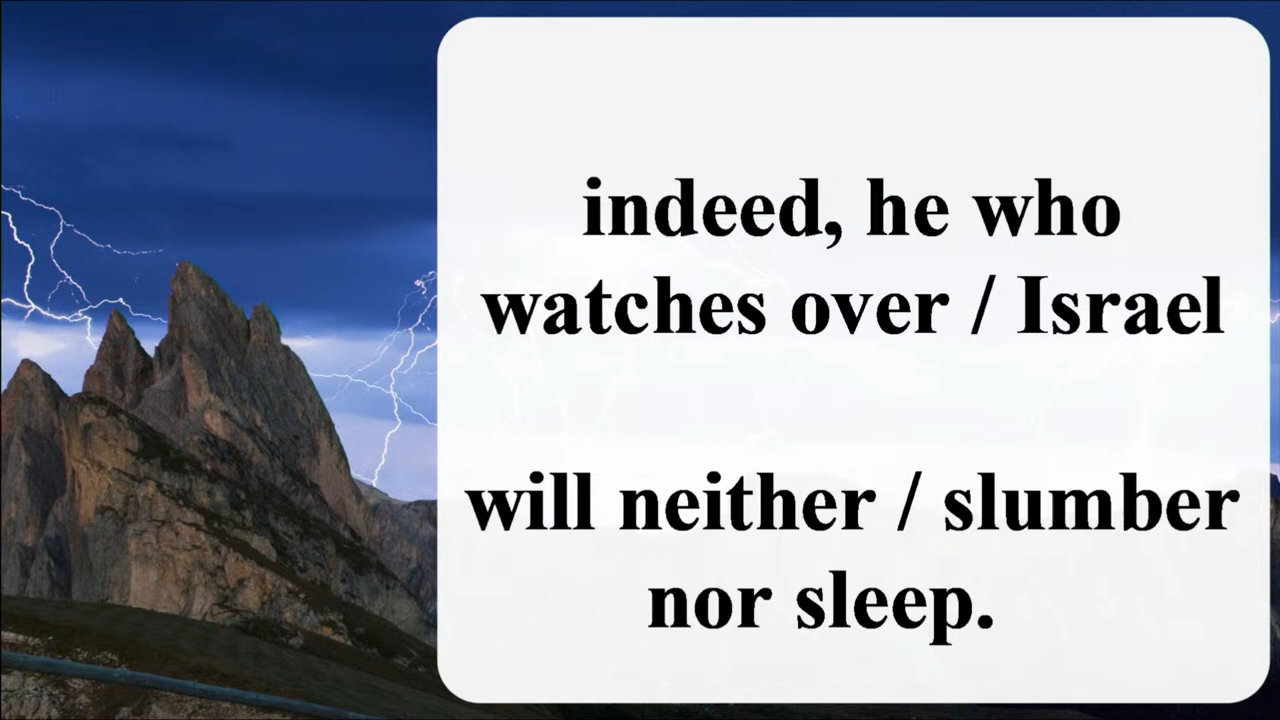 indeed, he who
watches over / Israel
will neither / slumber
nor sleep.